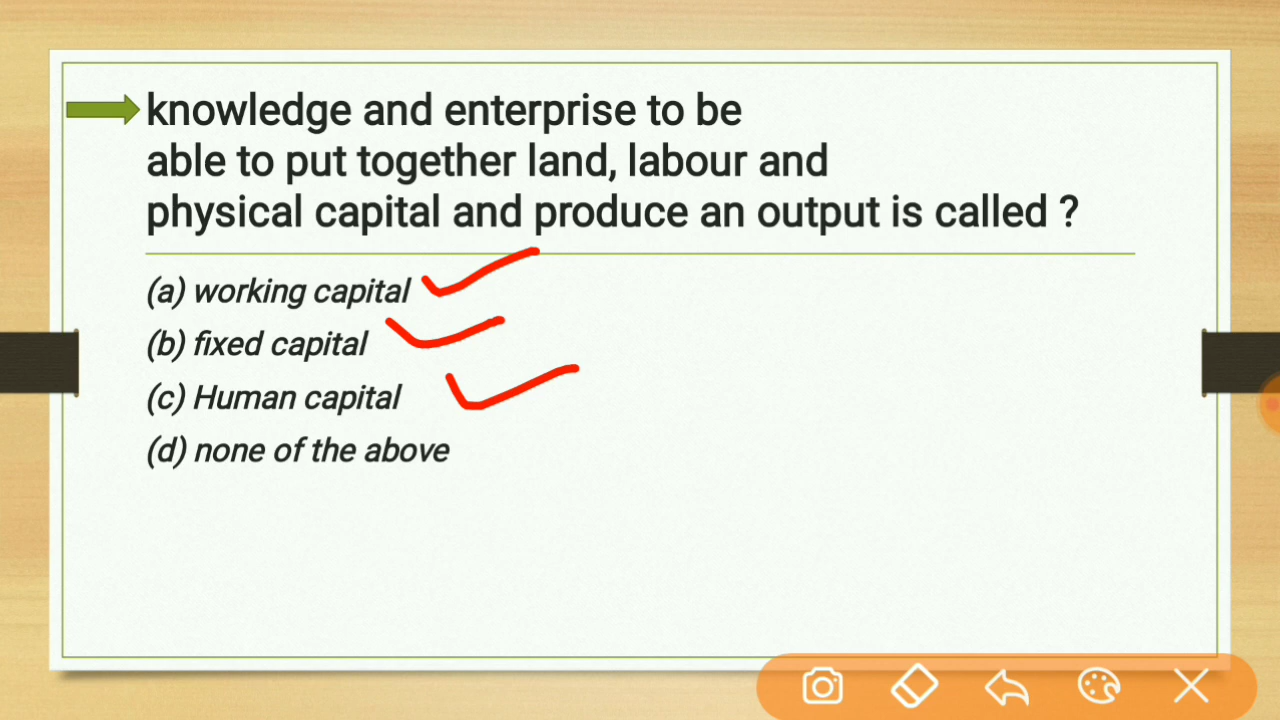 knowledge and enterprise to be
able to put together land, labour and
physical capital and produce an output is called ?
(a) working capital
(b) fixed capital
(c) Human capital
(d) none of the above